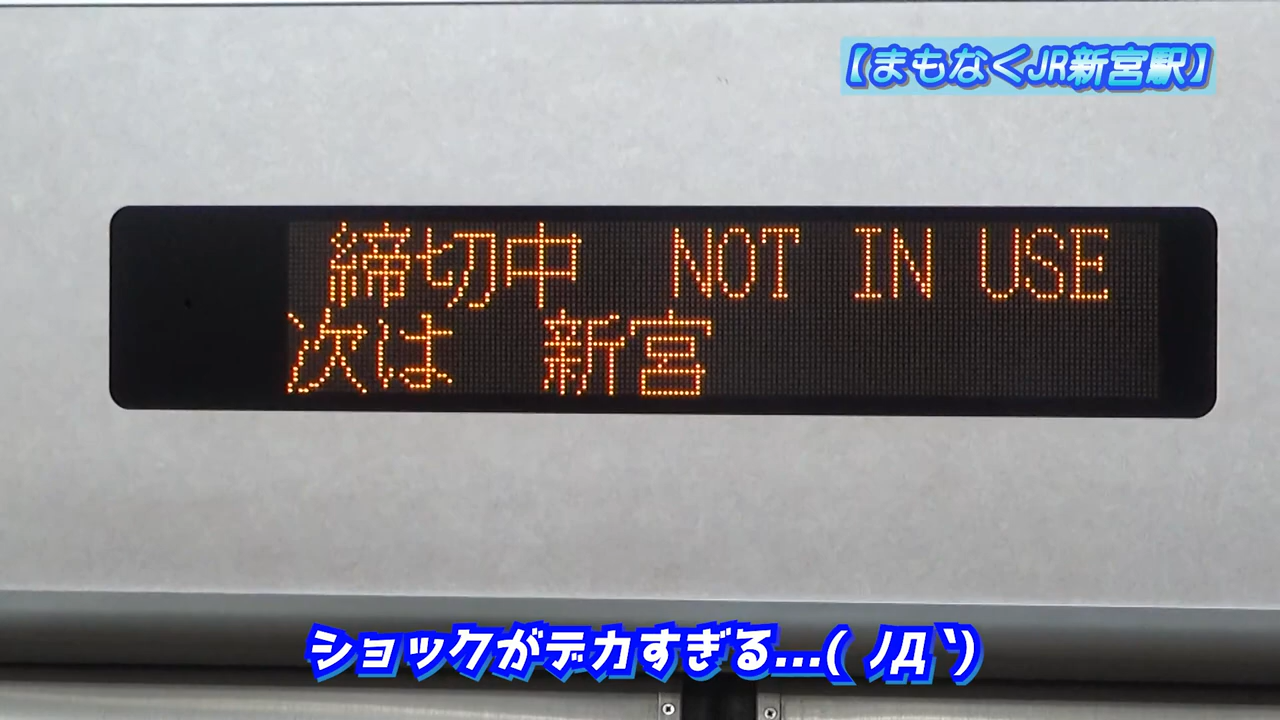 【まもなくJR新宮駅】
締切中 NOT IN USE
次は 新宮
ショックがデカすぎる...( ﾉД`)